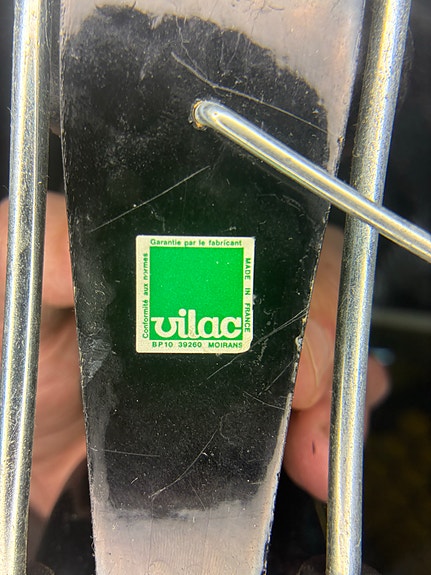 Garantie par le fabricant
Conformité aux normes
MADE IN FRANCE
vilac
BP10 39260 MOIRANS